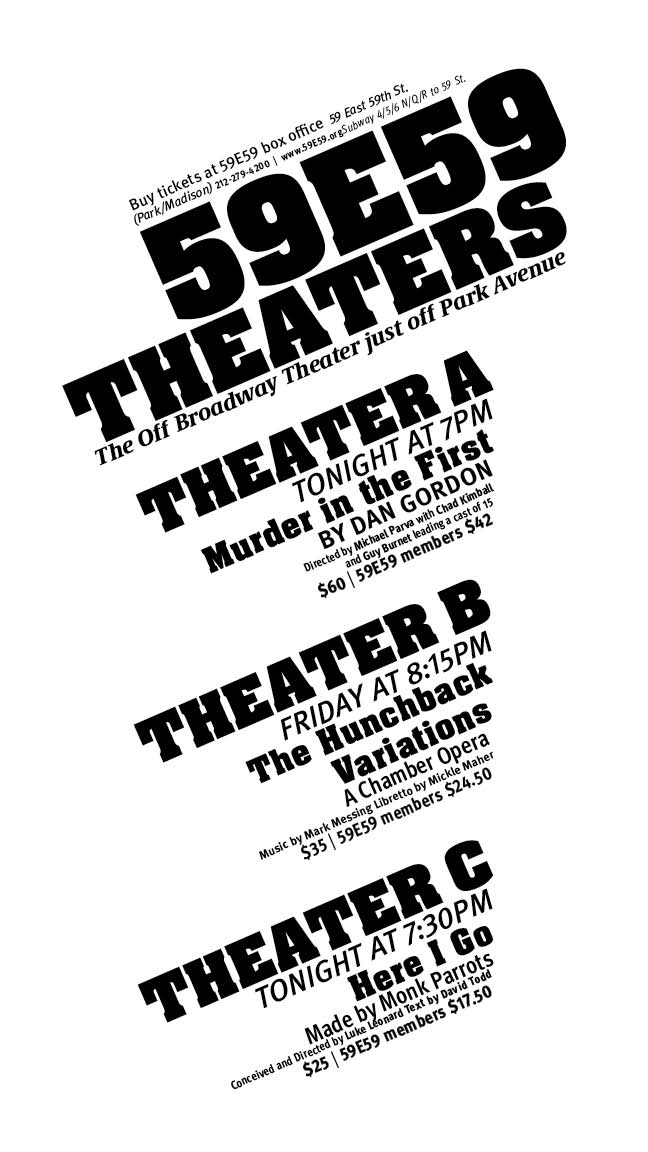 Buy tickets at 59E59 box office 59 East 59th St.
(Park/Madison) 212-279-4200 | www.59E59.orgSubway 4/5/6 N/Q/R to 59 St.
59E59
THEATERS
The Off Broadway Theater just off Park Avenue
THEATER A
TONIGHT AT 7PM
Murder in the First
BY DAN GORDON
Directed by Michael Parva with Chad Kimball
and Guy Burnet leading a cast of 15
$60 | 59E59 members $42
THEATER B
FRIDAY AT 8:15PM
The Hunchback
Variations
A Chamber Opera
Music by Mark Messing Libretto by Mickle Maher
$35 | 59E59 members $24.50
THEATER C
TONIGHT AT 7:30PM
Here I Go
Made by Monk Parrots
Conceived and Directed by Luke Leonard Text by David Todd
$25 | 59E59 members $17.50